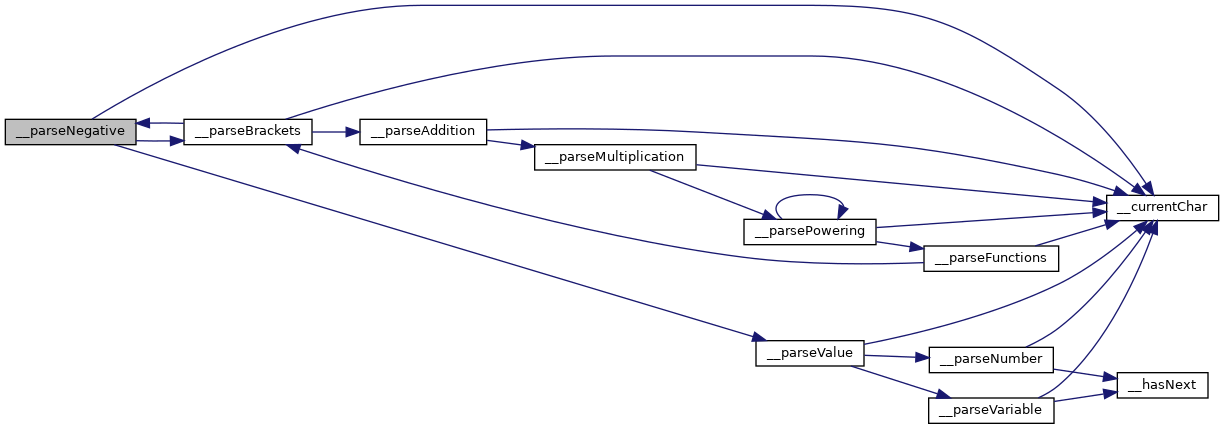 __parseNegative
__parseBrackets
__parseAddition
__parseMultiplication
__currentChar
__parsePowering
__parseFunctions
__parseValue
__parseNumber
__hasNext
__parseVariable